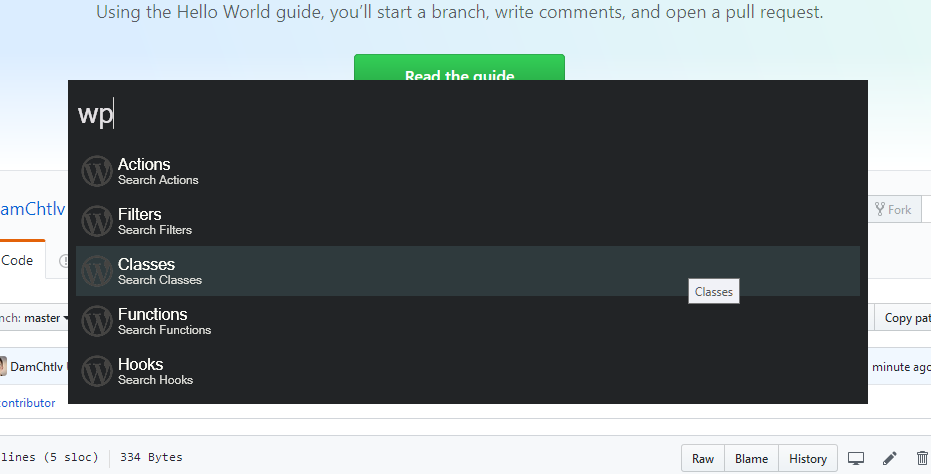 Using the Hello World guide, you'll start a branch, write comments, and open a pull request.
Read the guide
wp
Actions
Search Actions
Filters
Search Filters
amChtlv
Fork
Code
Classes
Search Classes
Classes
Functions
Search Functions
nch: master
Copy pat
Hooks
Search Hooks
DamChtlv
minute ago
contributor
lines (5 sloc)
334 Bytes
Raw
Blame
History